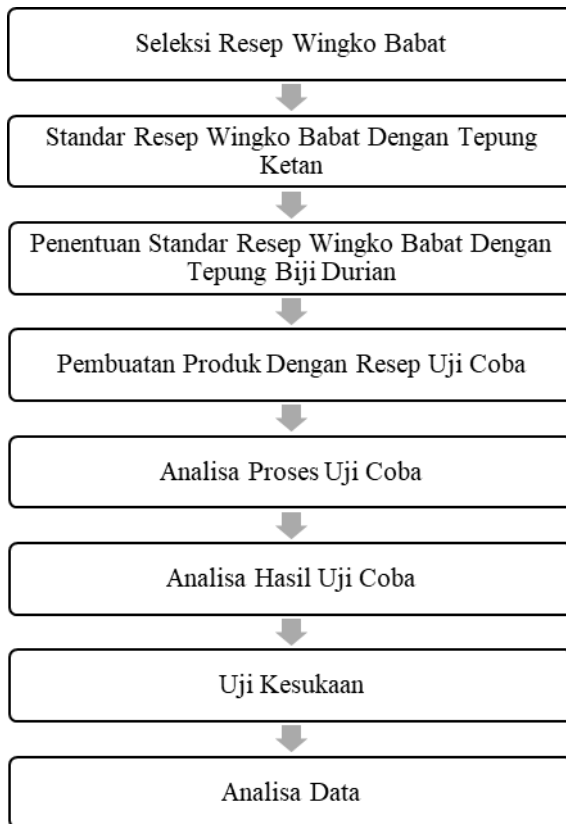 Seleksi Resep Wingko Babat
Standar Resep Wingko Babat Dengan Tepung
Ketan
Penentuan Standar Resep Wingko Babat Dengan
Tepung Biji Durian
Pembuatan Produk Dengan Resep Uji Coba
Analisa Proses Uji Coba
Analisa Hasil Uji Coba
Uji Kesukaan
Analisa Data